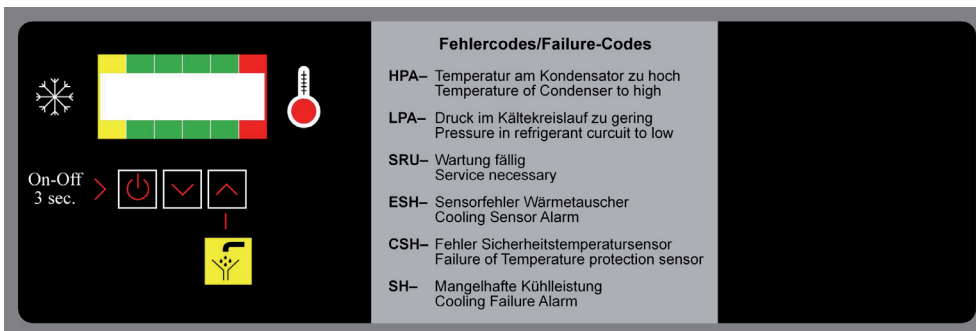 On-Off
3 sec.
Fehlercodes/Failure-Codes
HPA– Temperatur am Kondensator zu hoch
Temperature of Condenser to high
LPA– Druck im Kältekreislauf zu gering
Pressure in refrigerant curcuit to low
SRU– Wartung fällig
Service necessary
ESH– Sensorfehler Wärmetauscher
Cooling Sensor Alarm
CSH– Fehler Sicherheitstemperatursensor
Failure of Temperature protection sensor
SH– Mangelhafte Kühlleistung
Cooling Failure Alarm